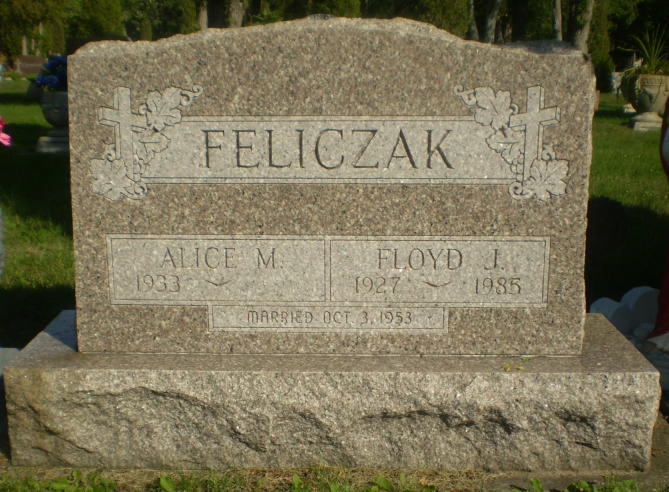 FELICZAK
ALICE M. FLOYD J.
1933 1927 1985
MARRIED OCT. 3, 1953